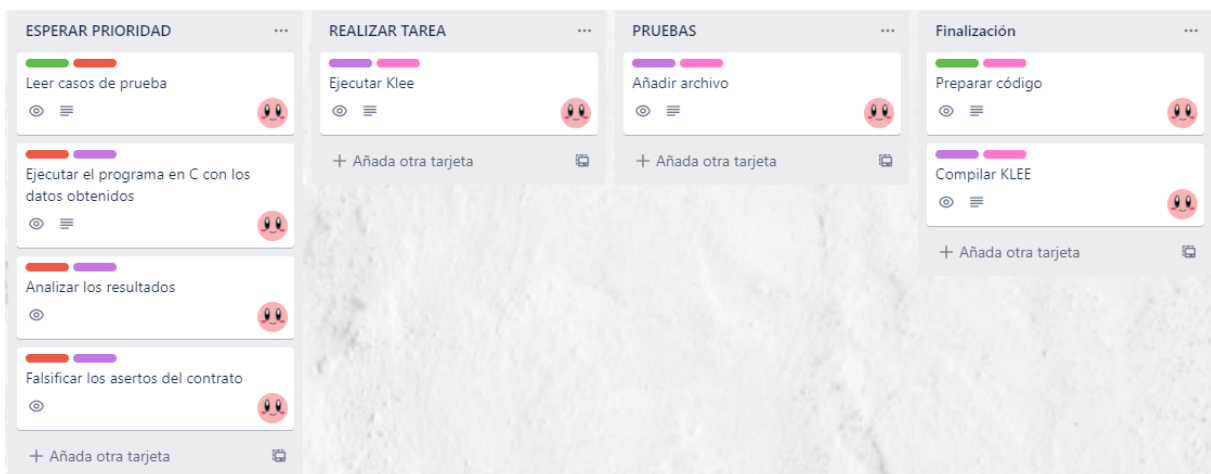 ESPERAR PRIORIDAD
Leer casos de prueba
Ejecutar el programa en C con los
datos obtenidos
Analizar los resultados
Falsificar los asertos del contrato
+ Añada otra tarjeta
REALIZAR TAREA
Ejecutar Klee
+ Añada otra tarjeta
PRUEBAS
Añadir archivo
+ Añada otra tarjeta
Finalización
Preparar código
Compilar KLEE
+ Añada otra tarjeta